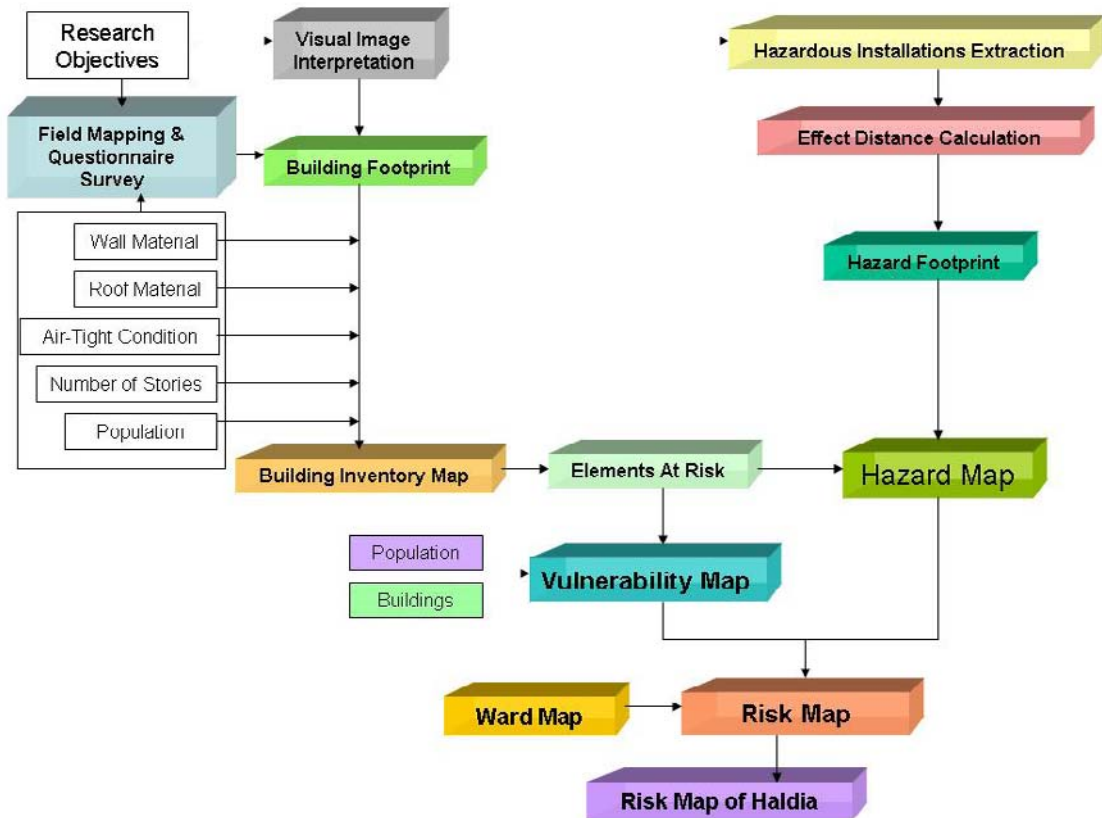 Research
Objectives
Visual Image
Interpretation
Hazardous Installations Extraction
Field Mapping &
Questionnaire
Survey
Building Footprint
Effect Distance Calculation
Wall Material
Roof Material
Air-Tight Condition
Number of Stories
Population
Hazard Footprint
Building Inventory Map
Elements At Risk
Hazard Map
Population
Buildings
Vulnerability Map
Ward Map
Risk Map
Risk Map of Haldia